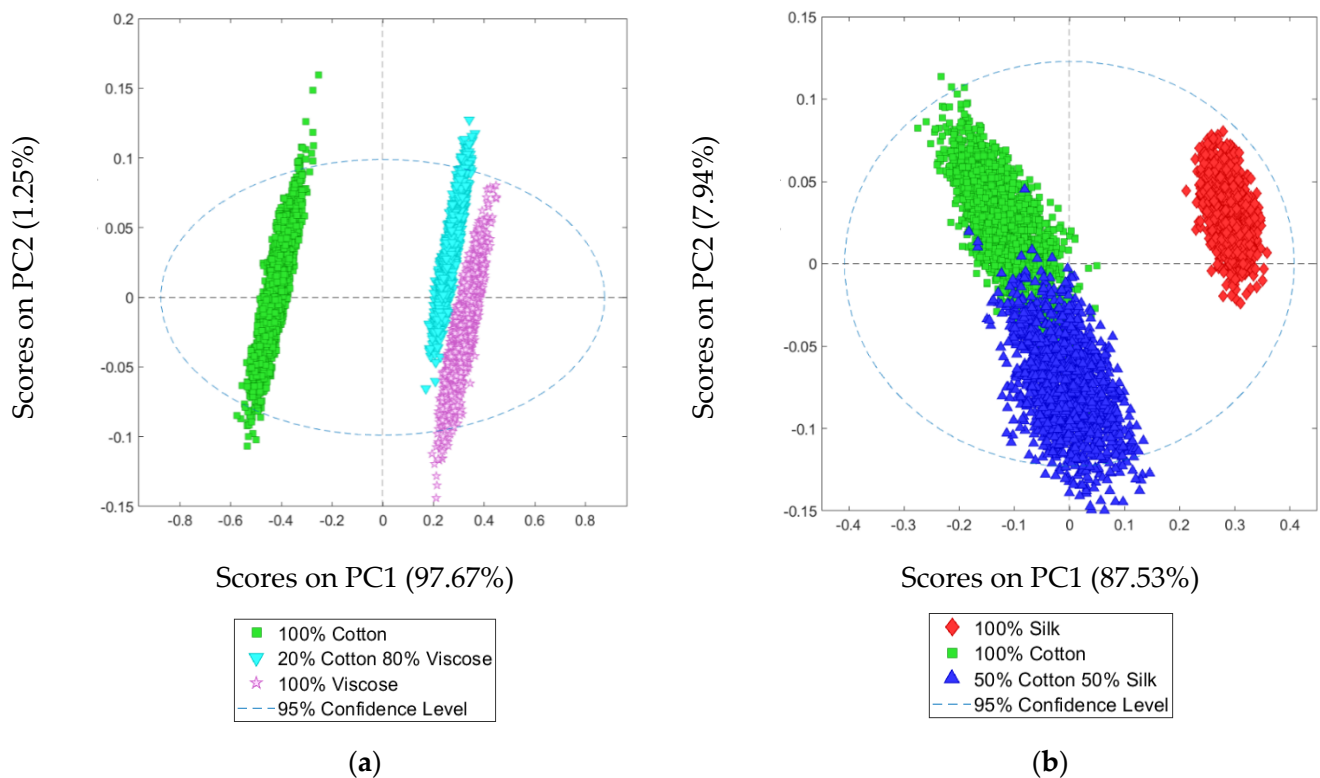 Scores on PC2 (1.25%)
0.2
0.15
0.1
0.05
0
-0.05
-0.1
-0.15
-0.8 -0.6 -0.4 -0.2 0 0.2 0.4 0.6 0.8
Scores on PC1 (97.67%)
100% Cotton
20% Cotton 80% Viscose
100% Viscose
95% Confidence Level
(a)
Scores on PC2 (7.94%)
0.15
0.1
0.05
0
-0.05
-0.1
-0.15
-0.4 -0.3 -0.2 -0.1 0 0.1 0.2 0.3 0.4
Scores on PC1 (87.53%)
100% Silk
100% Cotton
50% Cotton 50% Silk
95% Confidence Level
(b)